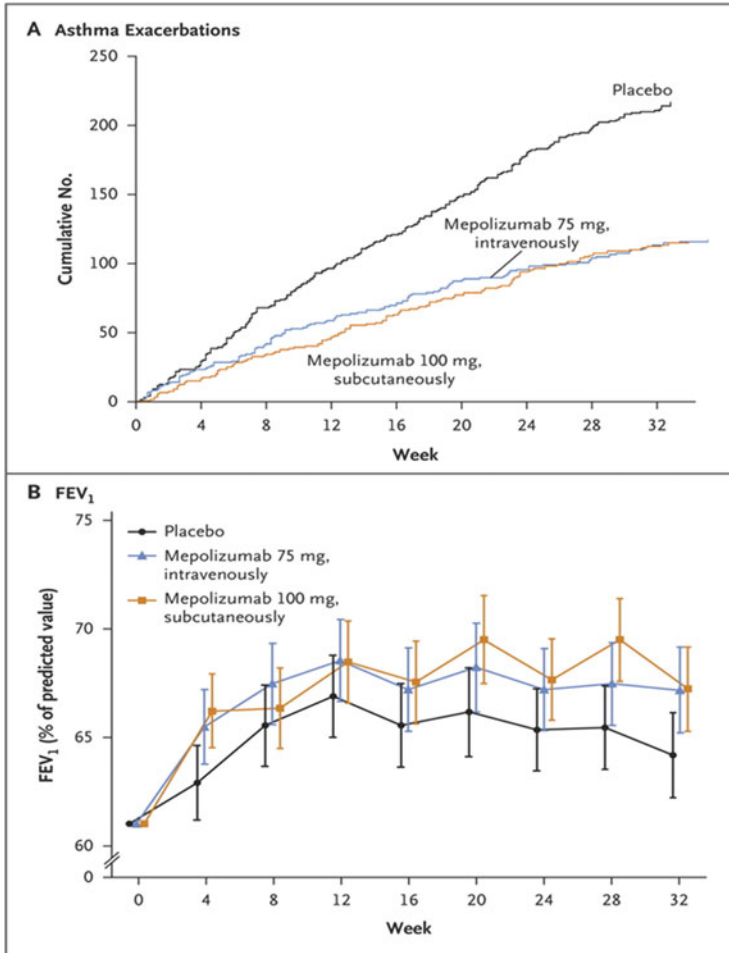 A Asthma Exacerbations
250
200
150
100
50
0
Cumulative No.
Placebo
Mepolizumab 75 mg,
intravenously
Mepolizumab 100 mg,
subcutaneously
0 4 8 12 16 20 24 28 32
Week
B FEV1
75
70
65
60
0
FEV1 (% of predicted value)
Placebo
Mepolizumab 75 mg,
intravenously
Mepolizumab 100 mg,
subcutaneously
0 4 8 12 16 20 24 28 32
Week